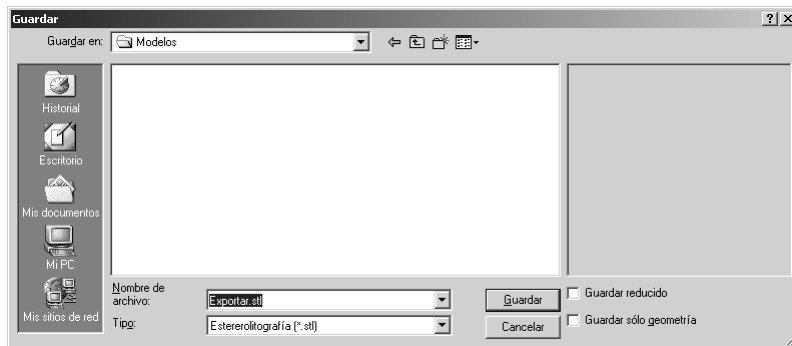 Guardar
Guardar en: Modelos
Historial
Escritorio
Mis documentos
Mi PC
Mis sitios de red
Nombre de archivo: Exportar.stl
Tipo: Estererolitografía (*.stl)
Guardar
Cancelar
Guardar reducido
Guardar sólo geometría